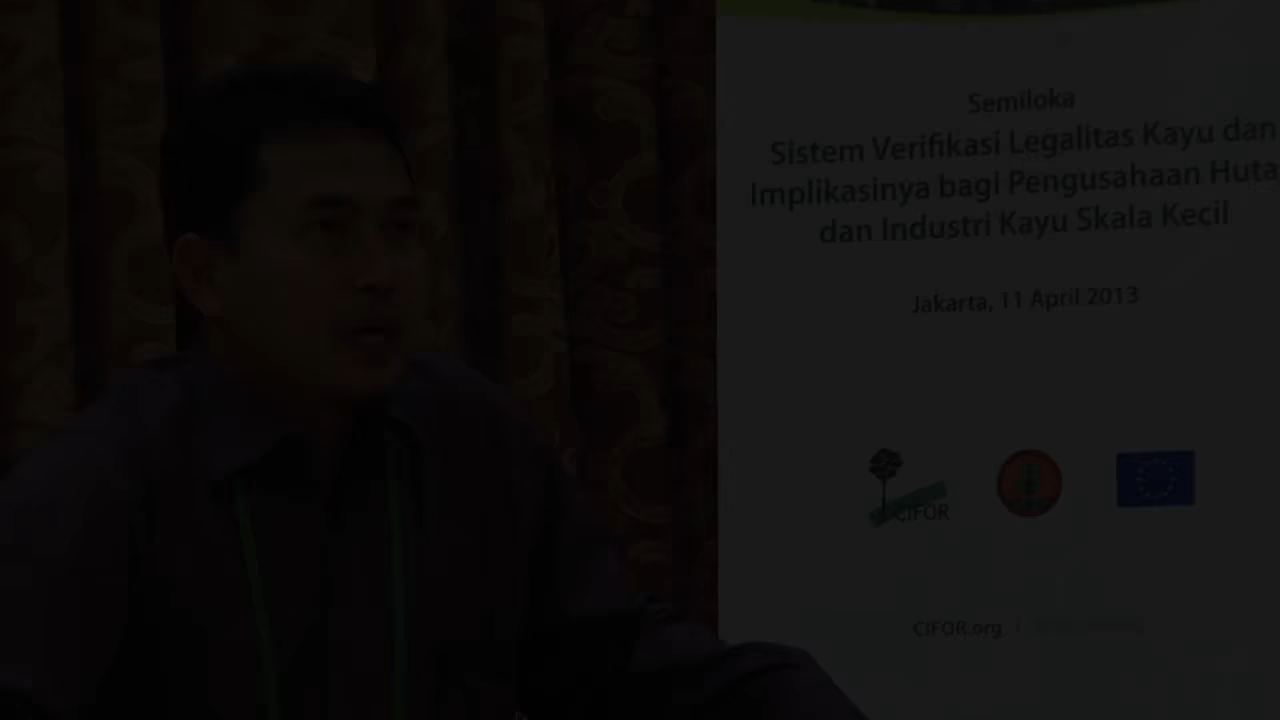 Semiloka
Sistem Verifikasi Legalitas Kayu dan
Implikasinya bagi Pengusahaan Huta
dan Industri Kayu Skala Kecil
Jakarta, 11 April 2013
CIFOR
CIFOR.org |